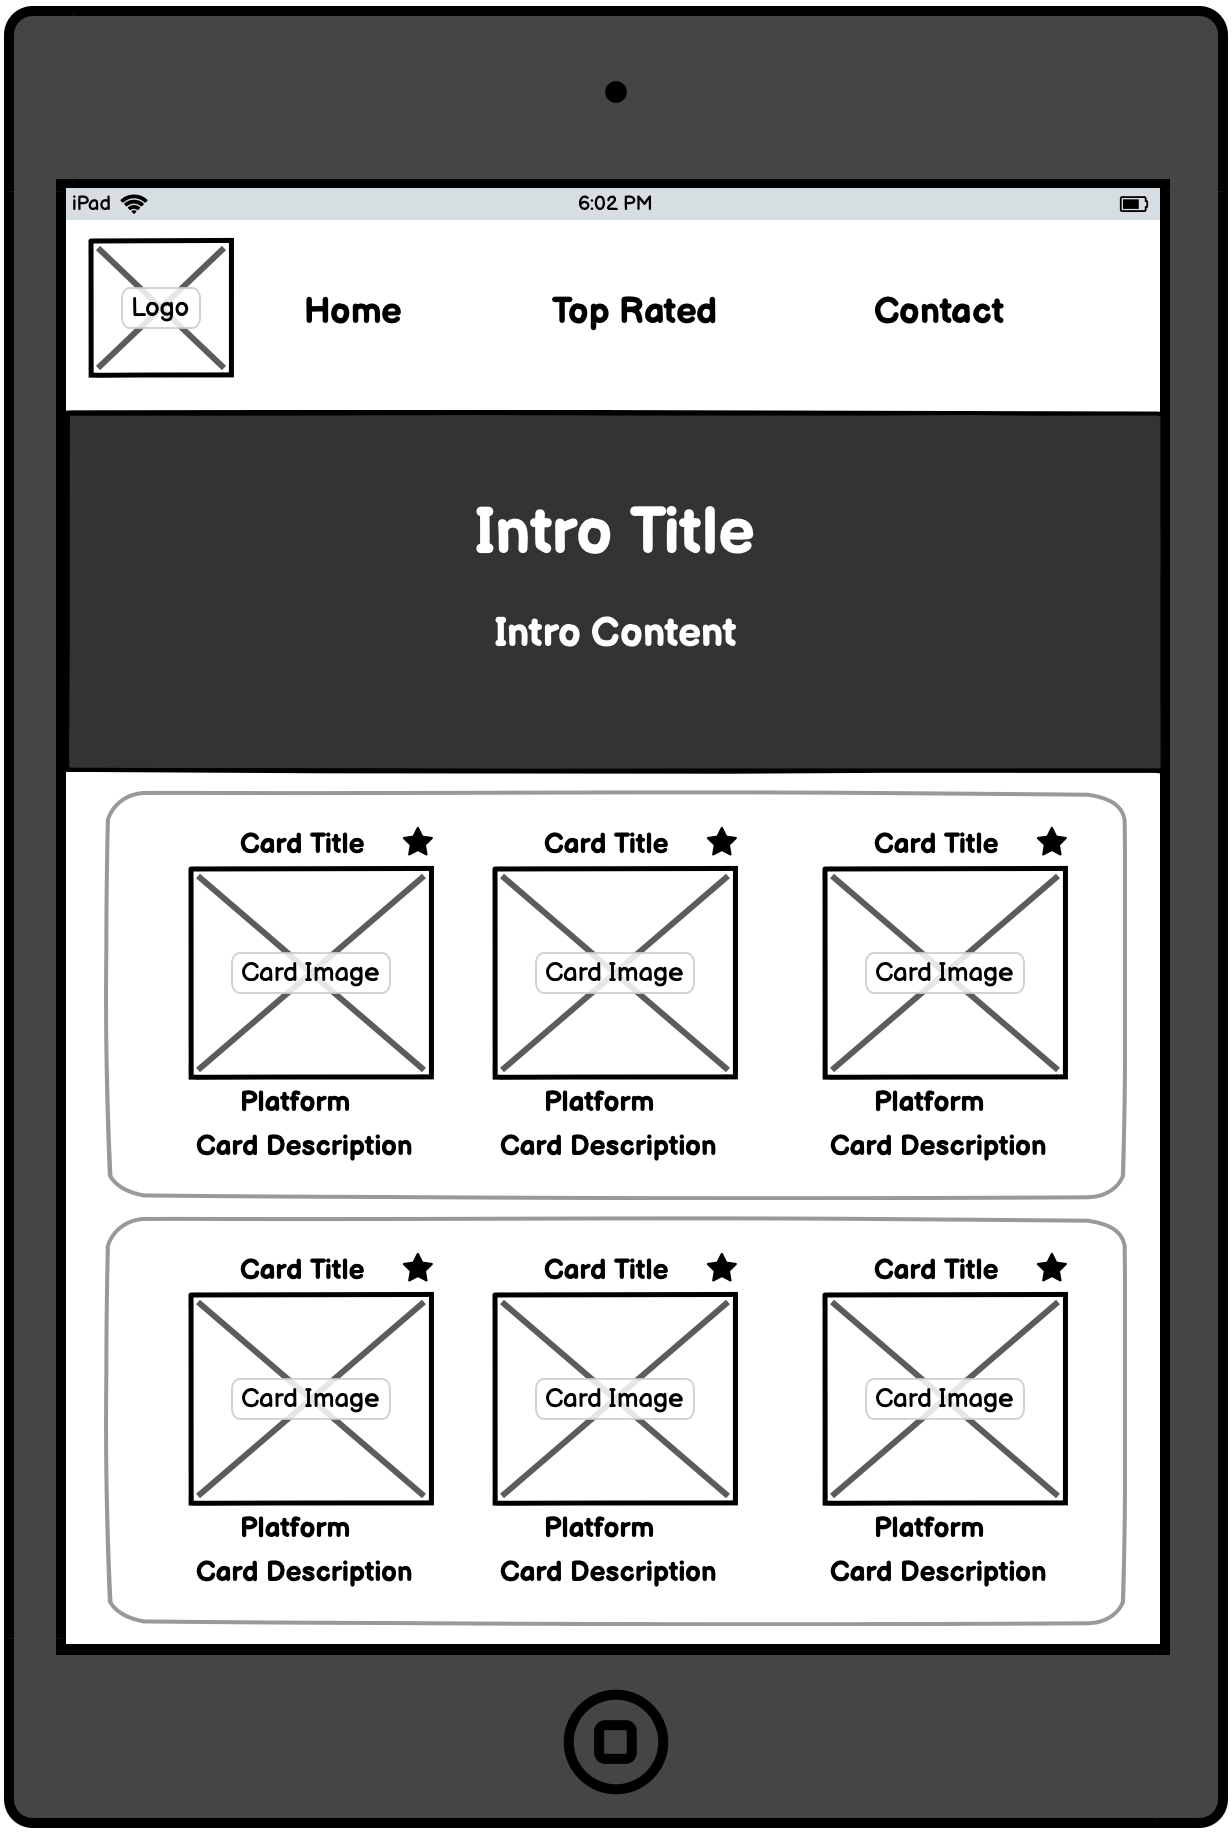 iPad 6:02 PM
Logo Home Top Rated Contact
Intro Title
Intro Content
Card Title Card Title Card Title
Card Image Card Image Card Image
Platform Platform Platform
Card Description Card Description Card Description
Card Title Card Title Card Title
Card Image Card Image Card Image
Platform Platform Platform
Card Description Card Description Card Description